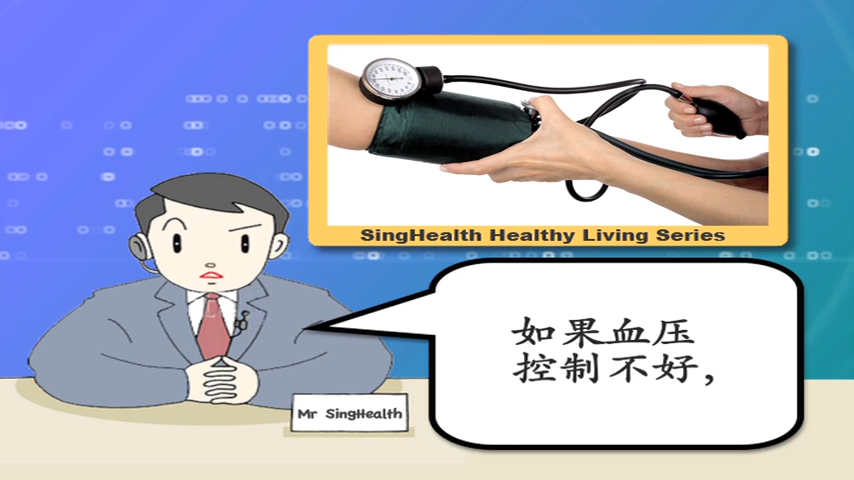 SingHealth Healthy Living Series
如果血压
控制不好,
Mr SingHealth